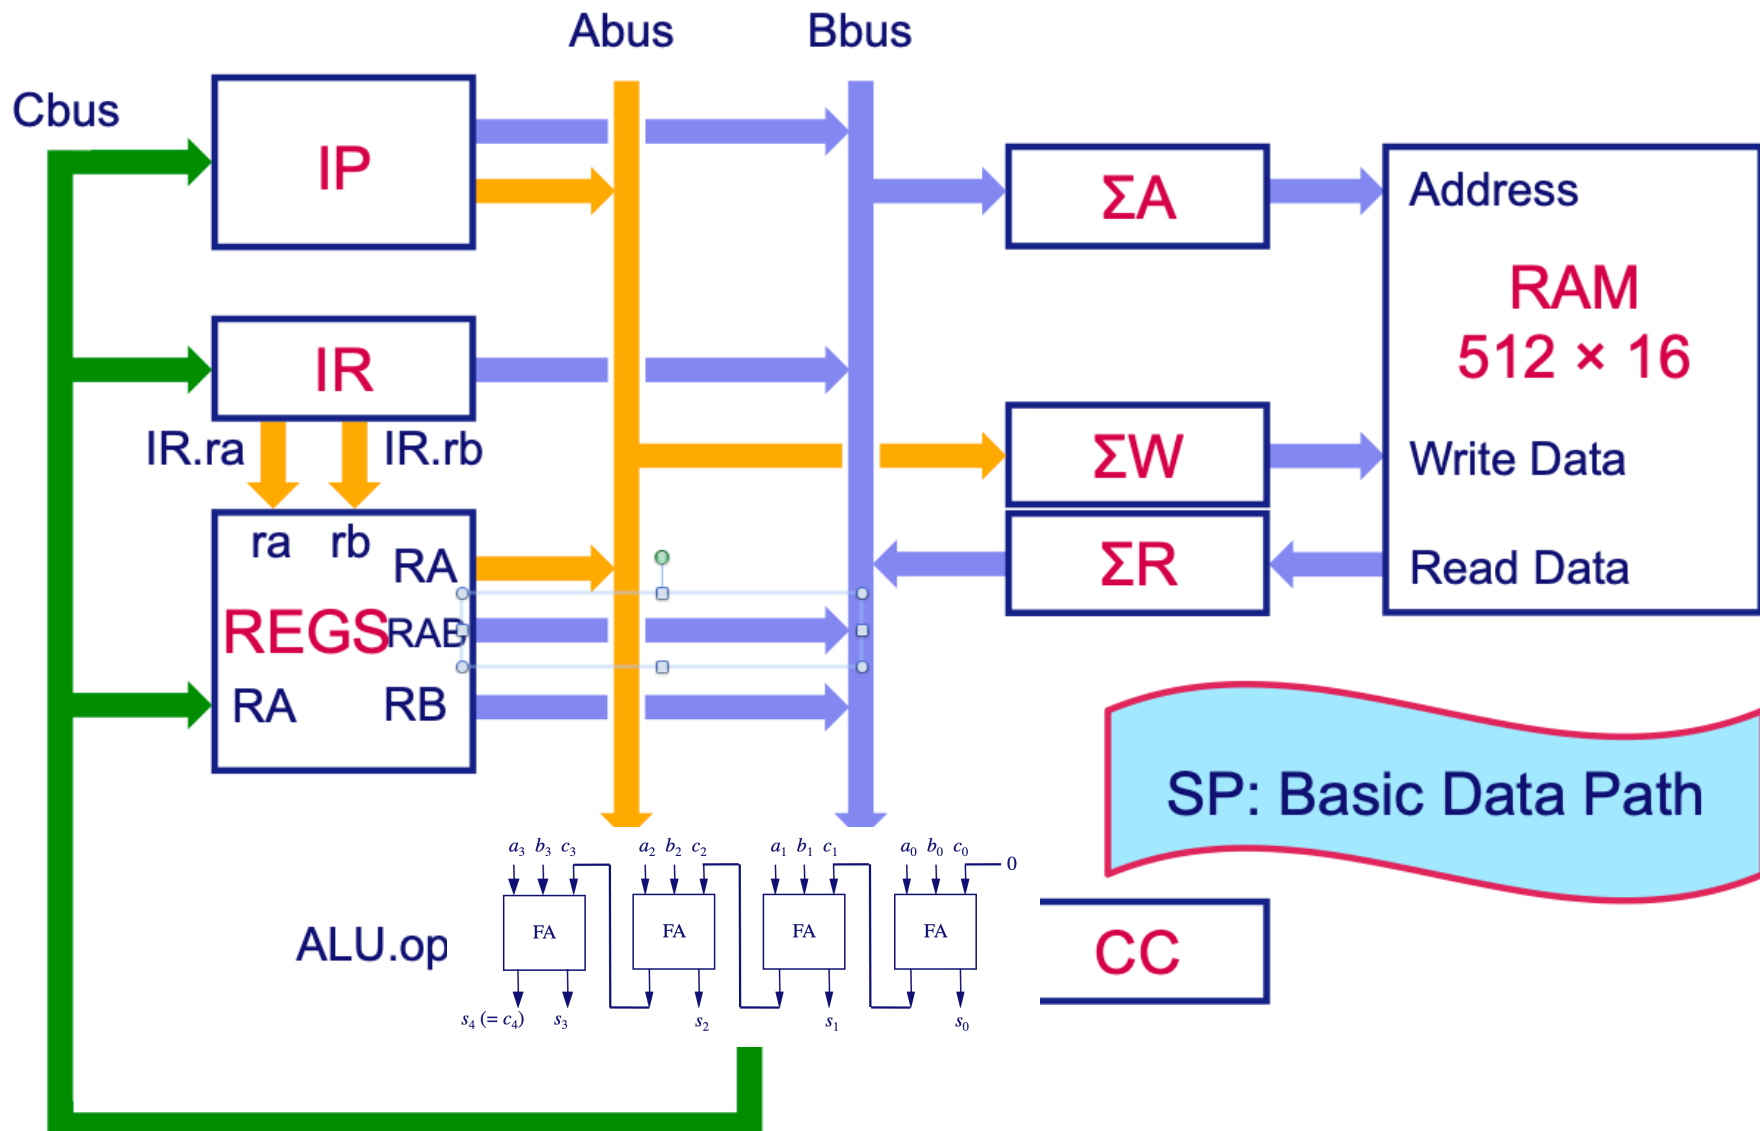 Abus
Bbus
Cbus
IP
ΣA
Address
RAM
512 × 16
IR
IR.ra
IR.rb
ΣW
Write Data
ra
rb
RA
ΣR
Read Data
REGS
RAB
RA
RB
SP: Basic Data Path
a3 b3 c3
a2 b2 c2
a1 b1 c1
a0 b0 c0
0
ALU.op
FA
FA
FA
FA
CC
s4 (= c4)
s3
s2
s1
s0